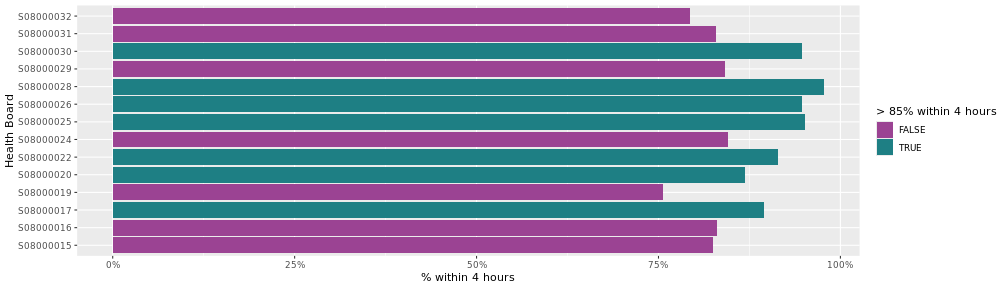 S08000032
S08000031
S08000030
S08000029
S08000028
S08000026
S08000025
S08000024
S08000022
S08000020
S08000019
S08000017
S08000016
S08000015
Health Board
0% 25% 50% 75% 100%
% within 4 hours
> 85% within 4 hours
FALSE
TRUE